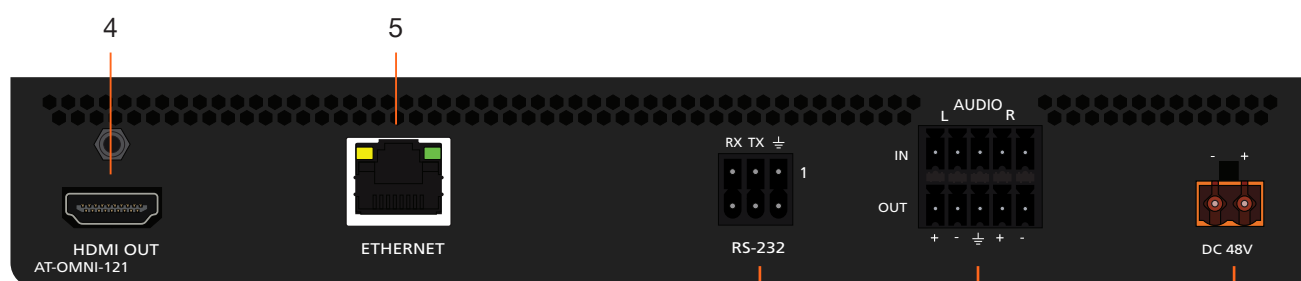 4 5
AUDIO
L R
RX TX
IN
1
OUT
- +
+ - + -
HDMI OUT
ETHERNET
RS-232
DC 48V
AT-OMNI-121